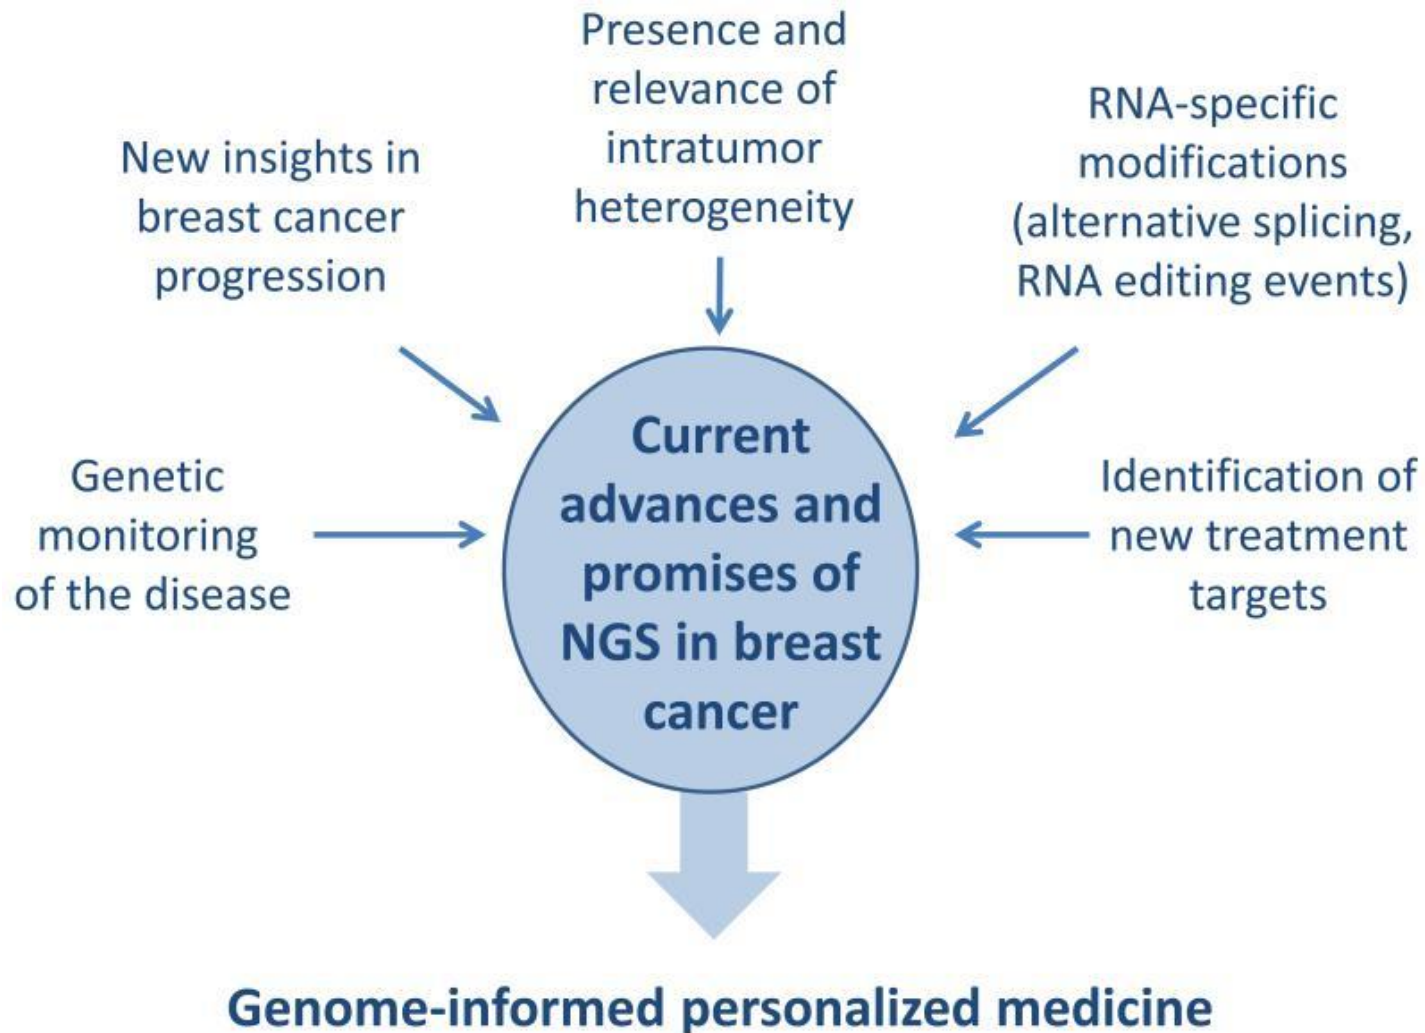 Presence and
relevance of
intratumor
heterogeneity
New insights in
breast cancer
progression
RNA-specific
modifications
(alternative splicing,
RNA editing events)
Genetic
monitoring
of the disease
Current
advances and
promises of
NGS in breast
cancer
Identification of
new treatment
targets
Genome-informed personalized medicine